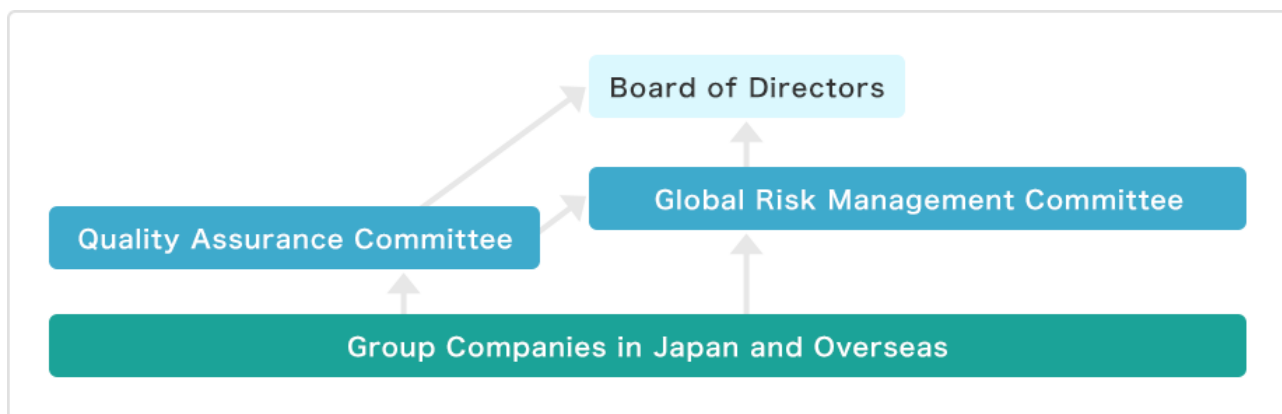 Board of Directors
Global Risk Management Committee
Quality Assurance Committee
Group Companies in Japan and Overseas